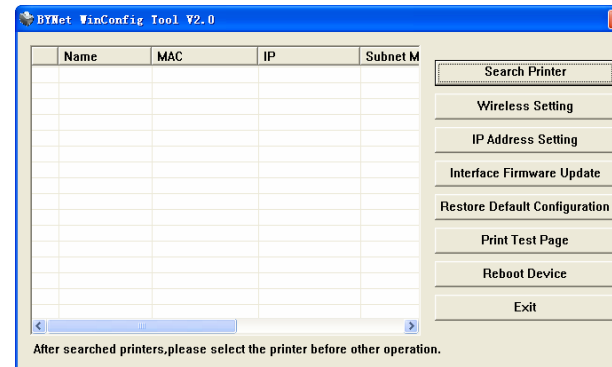 BYNet WinConfig Tool V2.0
Name MAC IP Subnet M
Search Printer
Wireless Setting
IP Address Setting
Interface Firmware Update
Restore Default Configuration
Print Test Page
Reboot Device
Exit
After searched printers,please select the printer before other operation.